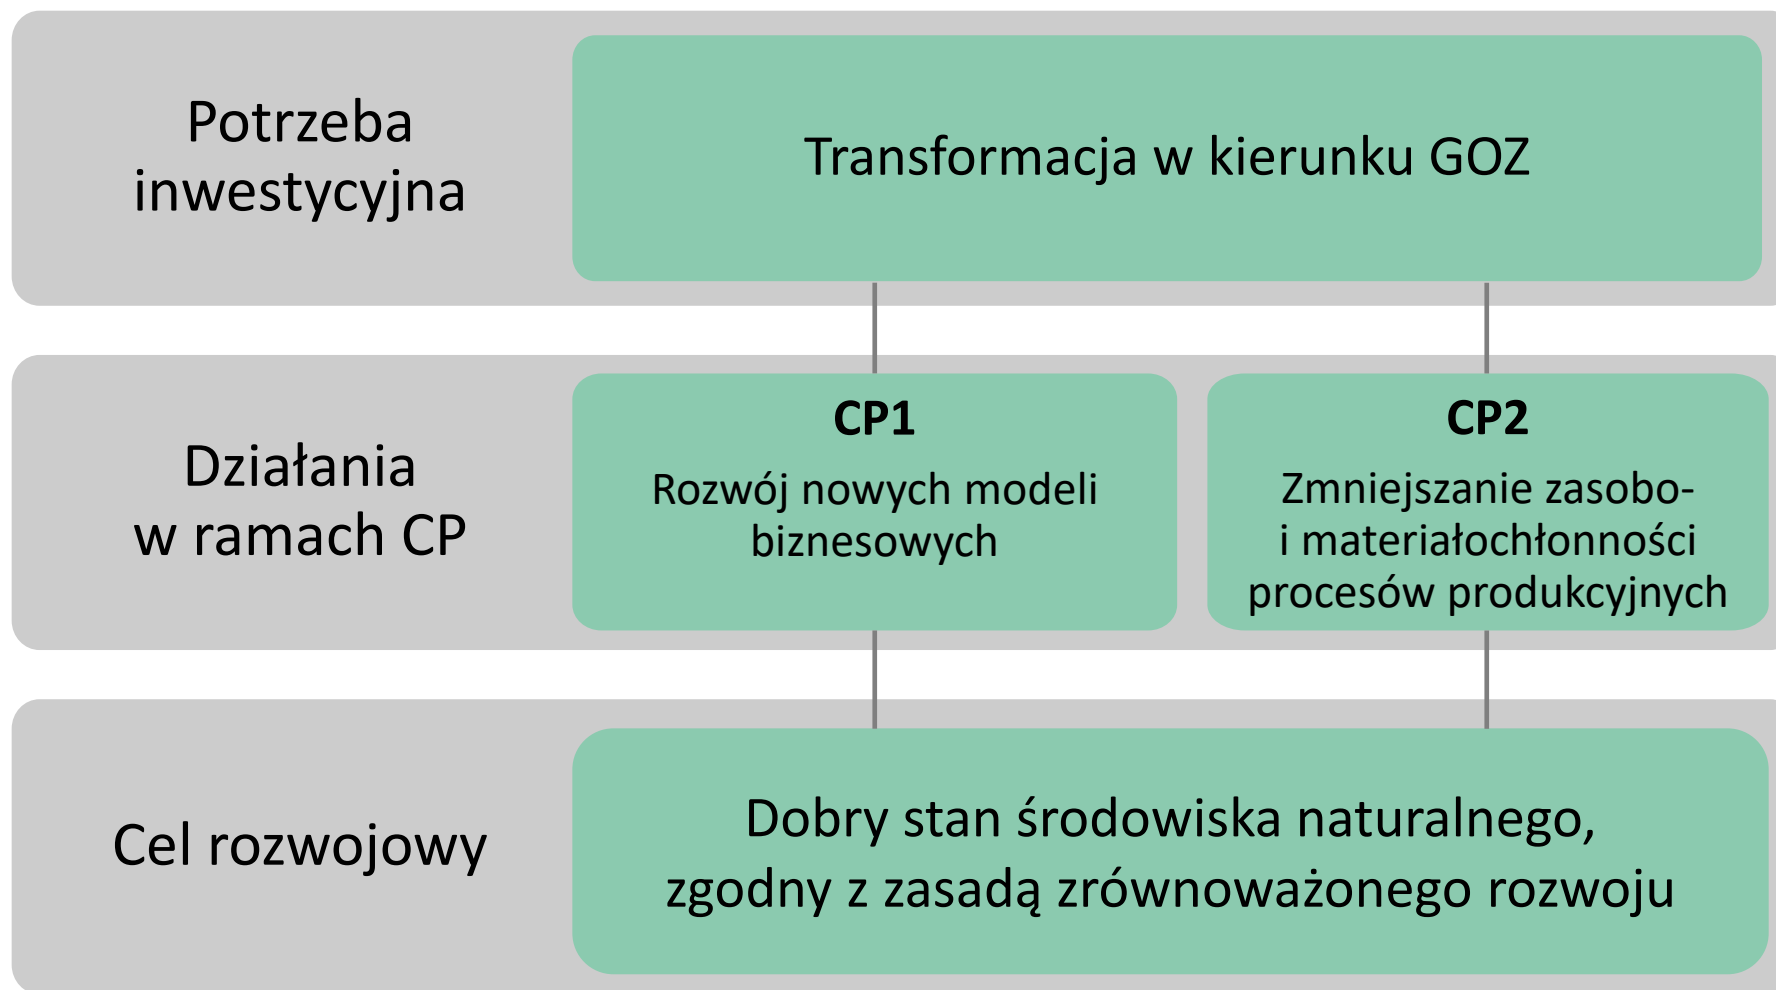 Potrzeba
inwestycyjna
Transformacja w kierunku GOZ
Działania
w ramach CP
CP1
Rozwój nowych modeli
biznesowych
CP2
Zmniejszanie zasobo-
i materiałochłonności
procesów produkcyjnych
Cel rozwojowy
Dobry stan środowiska naturalnego,
zgodny z zasadą zrównoważonego rozwoju